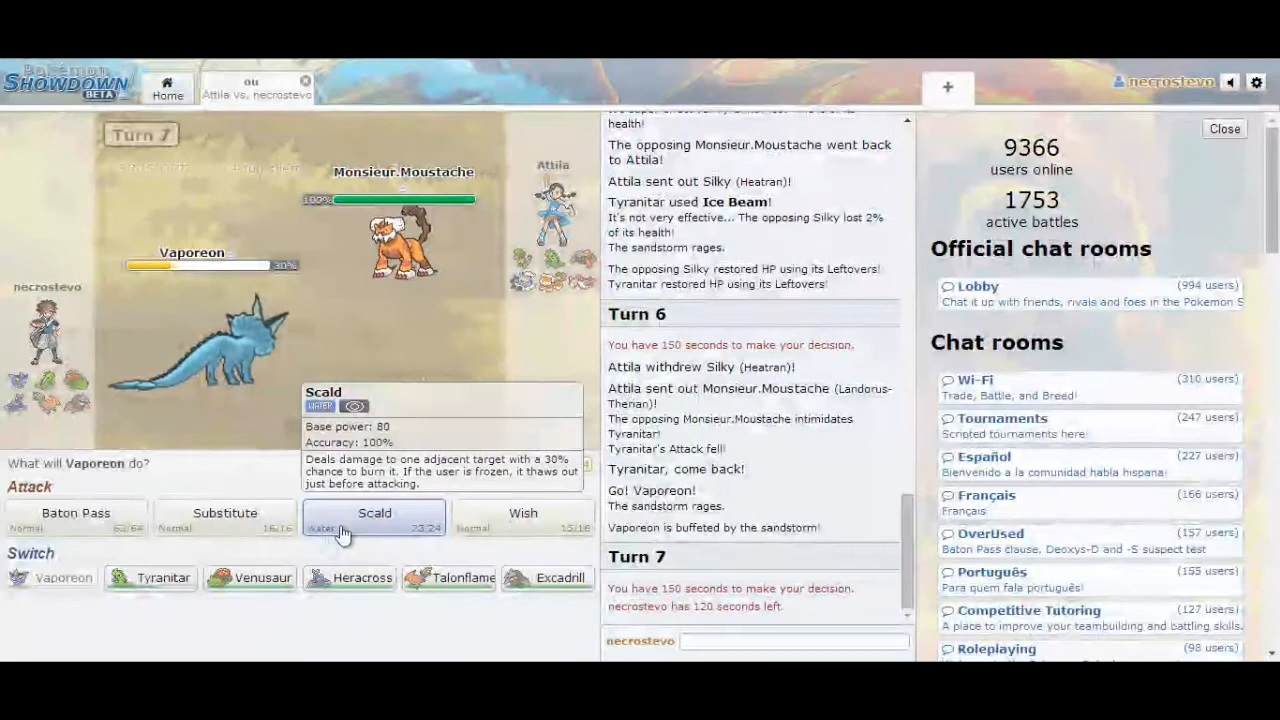 Pokémon
SHOWDOWN
BETA
Home
ou
Attila vs. necrostevo
+
necrostevo
Turn 7
Monsieur.Moustache
100%
Attila
Vaporeon
30%
necrostevo
Scald
WATER
Base power: 80
Accuracy: 100%
Deals damage to one adjacent target with a 30%
chance to burn it. If the user is frozen, it thaws out
just before attacking.
What will Vaporeon do?
Attack
Baton Pass
Normal 63/64
Substitute
Normal 16/16
Scald
Water 23/24
Wish
Normal 15/16
Switch
Vaporeon
Tyranitar
Venusaur
Heracross
Talonflame
Excadrill
health!
The opposing Monsieur.Moustache went back
to Attila!
Attila sent out Silky (Heatran)!
Tyranitar used Ice Beam!
It's not very effective... The opposing Silky lost 2%
of its health!
The sandstorm rages.
The opposing Silky restored HP using its Leftovers!
Tyranitar restored HP using its Leftovers!
Turn 6
You have 150 seconds to make your decision.
Attila withdrew Silky (Heatran)!
Attila sent out Monsieur.Moustache (Landorus-
Therian)!
The opposing Monsieur.Moustache intimidates
Tyranitar!
Tyranitar's Attack fell!
Tyranitar, come back!
Go! Vaporeon!
The sandstorm rages.
Vaporeon is buffeted by the sandstorm!
Turn 7
You have 150 seconds to make your decision.
necrostevo has 120 seconds left.
necrostevo
Close
9366
users online
1753
active battles
Official chat rooms
Lobby (994 users)
Chat it up with friends, rivals and foes in the Pokemon S
Chat rooms
Wi-Fi (310 users)
Trade, Battle, and Breed!
Tournaments (247 users)
Scripted tournaments here!
Español (227 users)
Bienvenido a la comunidad habla hispana!
Français (166 users)
Français
OverUsed (157 users)
Baton Pass clause, Deoxys-D and -S suspect test
Português (155 users)
Para quem fala português!
Competitive Tutoring (127 users)
A place to improve your teambuilding and battling skills.
Roleplaying (98 users)